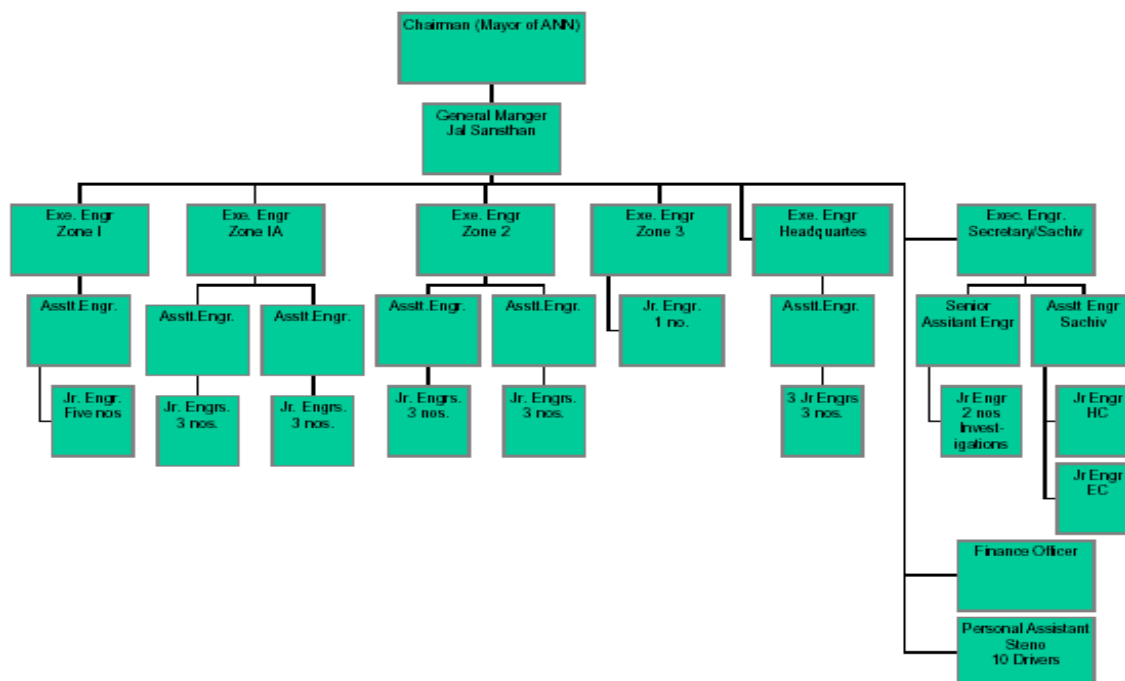 Chairman (Mayor of ANN)
General Manger
Jal Sansthan
Exe. Engr
Zone I
Exe. Engr
Zone IA
Exe. Engr
Zone 2
Exe. Engr
Zone 3
Exe. Engr
Headquartes
Exec. Engr.
Secretary/Sachiv
Asstt.Engr.
Asstt.Engr.
Asstt.Engr.
Asstt.Engr.
Asstt.Engr.
Jr. Engr.
1 no.
Asstt.Engr.
Senior
Assitant Engr
Asstt Engr
Sachiv
Jr. Engr.
Five nos
Jr. Engrs.
3 nos.
Jr. Engrs.
3 nos.
Jr. Engrs.
3 nos.
Jr. Engrs.
3 nos.
3 Jr Engrs
3 nos.
Jr Engr
2 nos
Invest-
igations
Jr Engr
HC
Jr Engr
EC
Finance Officer
Personal Assistant
Steno
10 Drivers